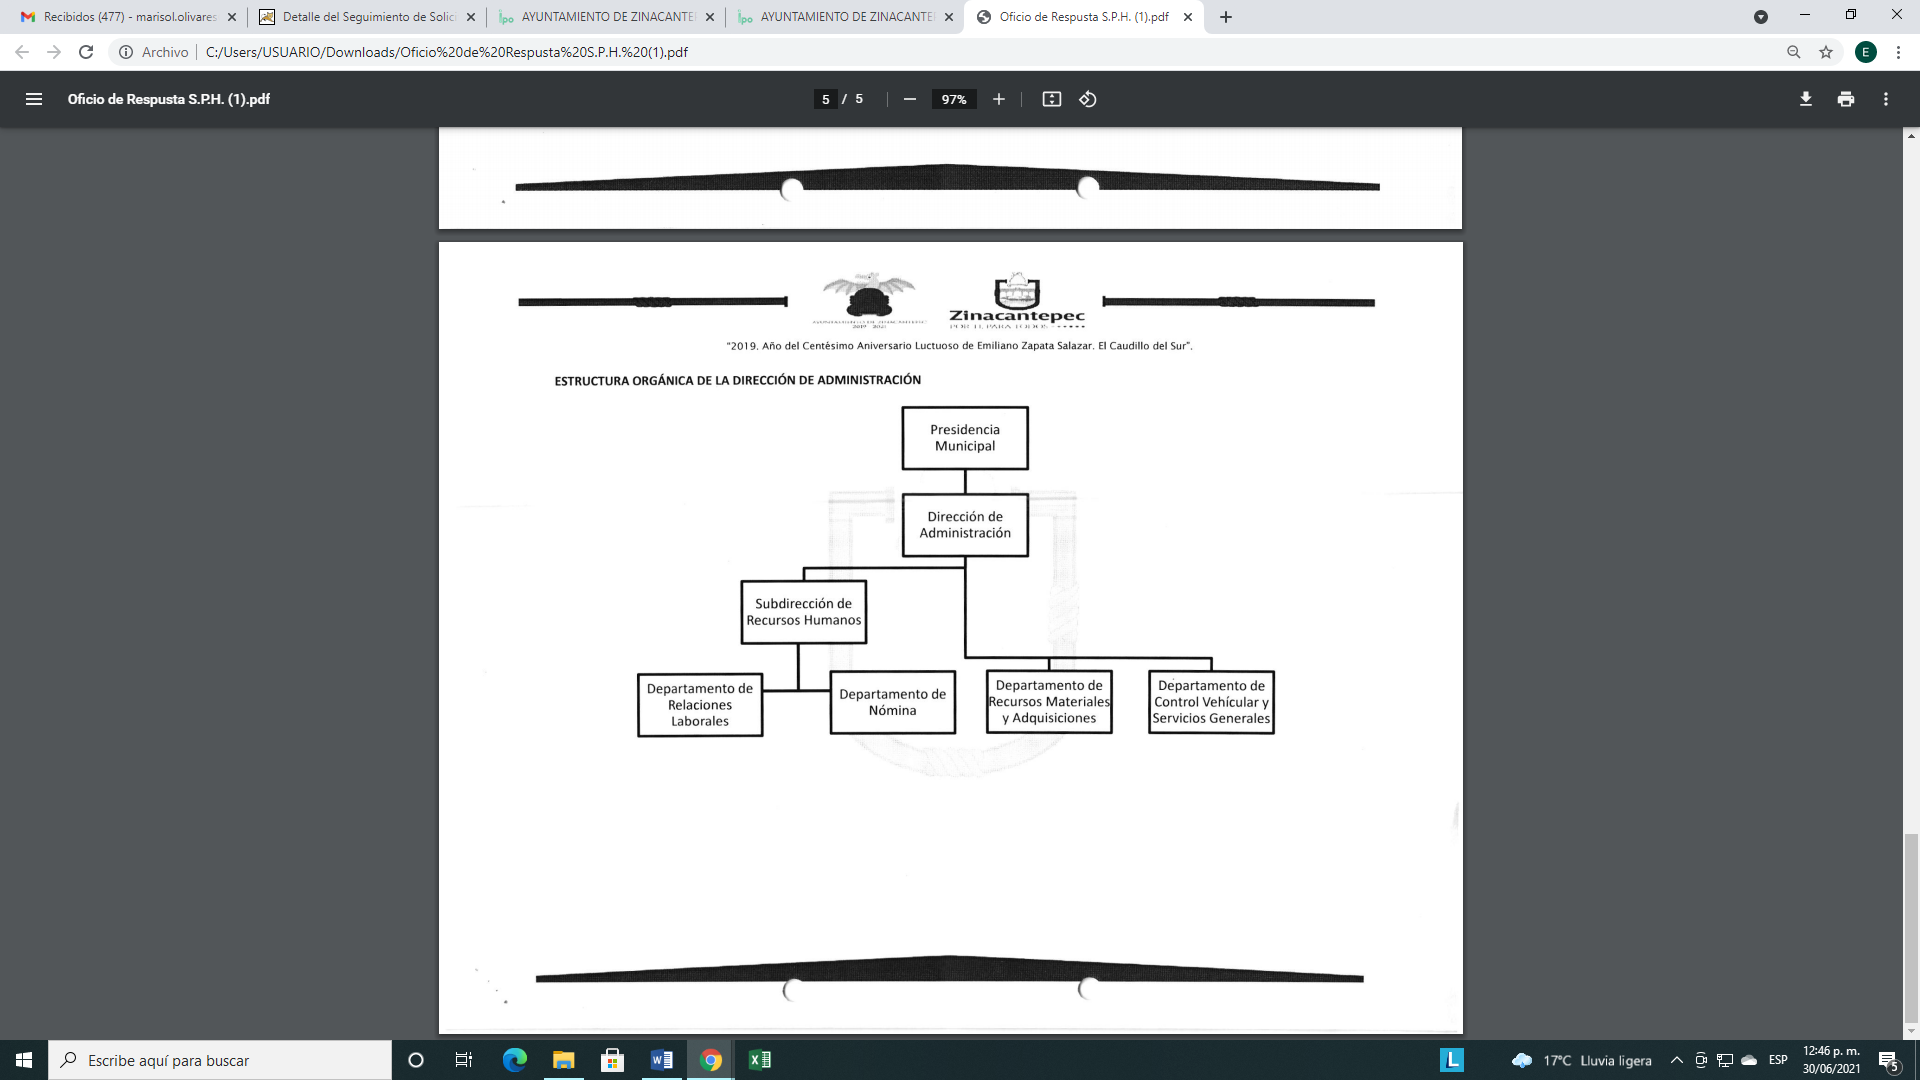 Recibidos (477) - marisol.olivares
Detalle del Seguimiento de Solici
AYUNTAMIENTO DE ZINACANTE
AYUNTAMIENTO DE ZINACANTE
Oficio de Respusta S.P.H. (1).pdf
Archivo
C:/Users/USUARIO/Downloads/Oficio%20de%20Respusta%20S.P.H.%20(1).pdf
E
Oficio de Respusta S.P.H. (1).pdf
5 / 5
97%
Zinacantepec
"2019. Año del Centésimo Aniversario Luctuoso de Emiliano Zapata Salazar. El Caudillo del Sur".
ESTRUCTURA ORGÁNICA DE LA DIRECCIÓN DE ADMINISTRACIÓN
Presidencia
Municipal
Dirección de
Administración
Subdirección de
Recursos Humanos
Departamento de
Relaciones
Laborales
Departamento de
Nómina
Departamento de
Recursos Materiales
y Adquisiciones
Departamento de
Control Vehícular y
Servicios Generales
Escribe aquí para buscar
17°C Lluvia ligera
ESP
12:46 p. m.
30/06/2021
5